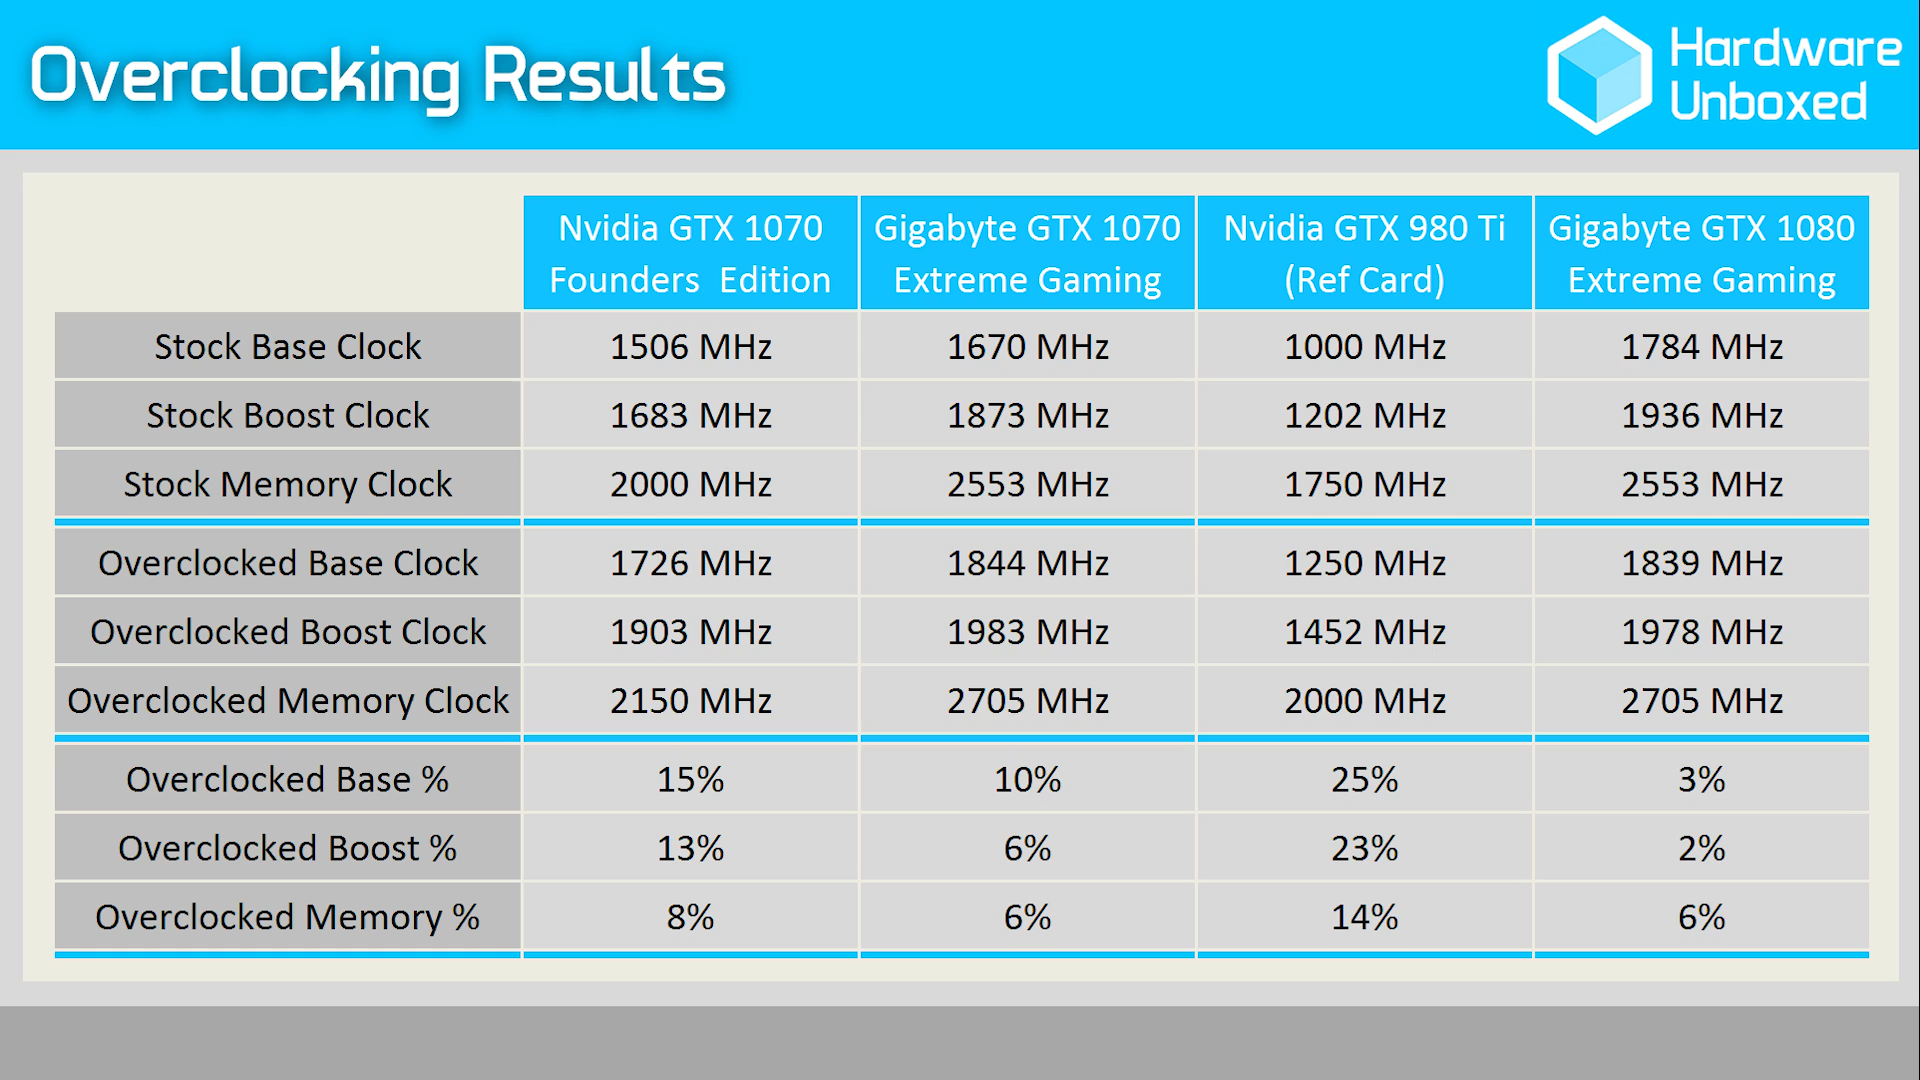 Overclocking Results
Hardware
Unboxed
Nvidia GTX 1070 Founders Edition
Gigabyte GTX 1070 Extreme Gaming
Nvidia GTX 980 Ti (Ref Card)
Gigabyte GTX 1080 Extreme Gaming
Stock Base Clock 1506 MHz 1670 MHz 1000 MHz 1784 MHz
Stock Boost Clock 1683 MHz 1873 MHz 1202 MHz 1936 MHz
Stock Memory Clock 2000 MHz 2553 MHz 1750 MHz 2553 MHz
Overclocked Base Clock 1726 MHz 1844 MHz 1250 MHz 1839 MHz
Overclocked Boost Clock 1903 MHz 1983 MHz 1452 MHz 1978 MHz
Overclocked Memory Clock 2150 MHz 2705 MHz 2000 MHz 2705 MHz
Overclocked Base % 15% 10% 25% 3%
Overclocked Boost % 13% 6% 23% 2%
Overclocked Memory % 8% 6% 14% 6%